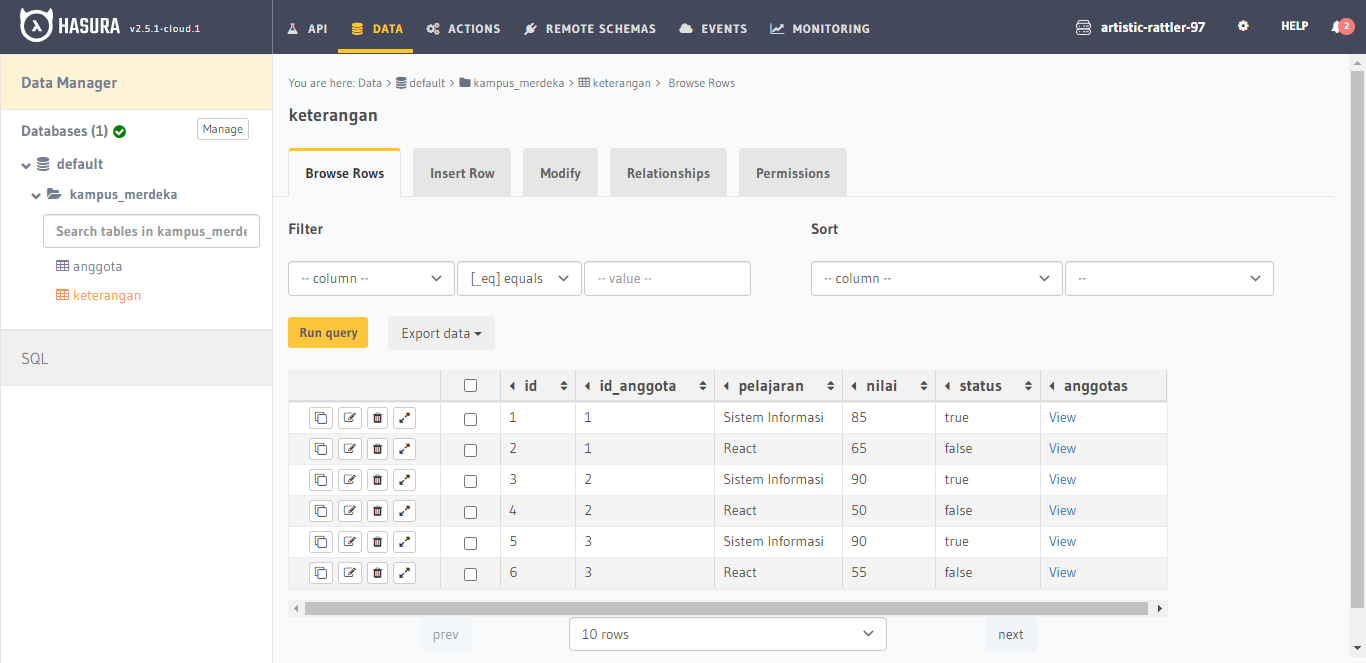 HASURA v2.5.1-cloud.1 API DATA ACTIONS REMOTE SCHEMAS EVENTS MONITORING artistic-rattler-97 HELP 2
Data Manager
Databases (1) Manage
default
kampus_merdeka
Search tables in kampus_merde
anggota
keterangan
SQL
You are here: Data > default > kampus_merdeka > keterangan > Browse Rows
keterangan
Browse Rows Insert Row Modify Relationships Permissions
Filter Sort
-- column -- [_eq] equals -- value -- -- column -- --
Run query Export data
id id_anggota pelajaran nilai status anggotas
1 1 Sistem Informasi 85 true View
2 1 React 65 false View
3 2 Sistem Informasi 90 true View
4 2 React 50 false View
5 3 Sistem Informasi 90 true View
6 3 React 55 false View
prev 10 rows next